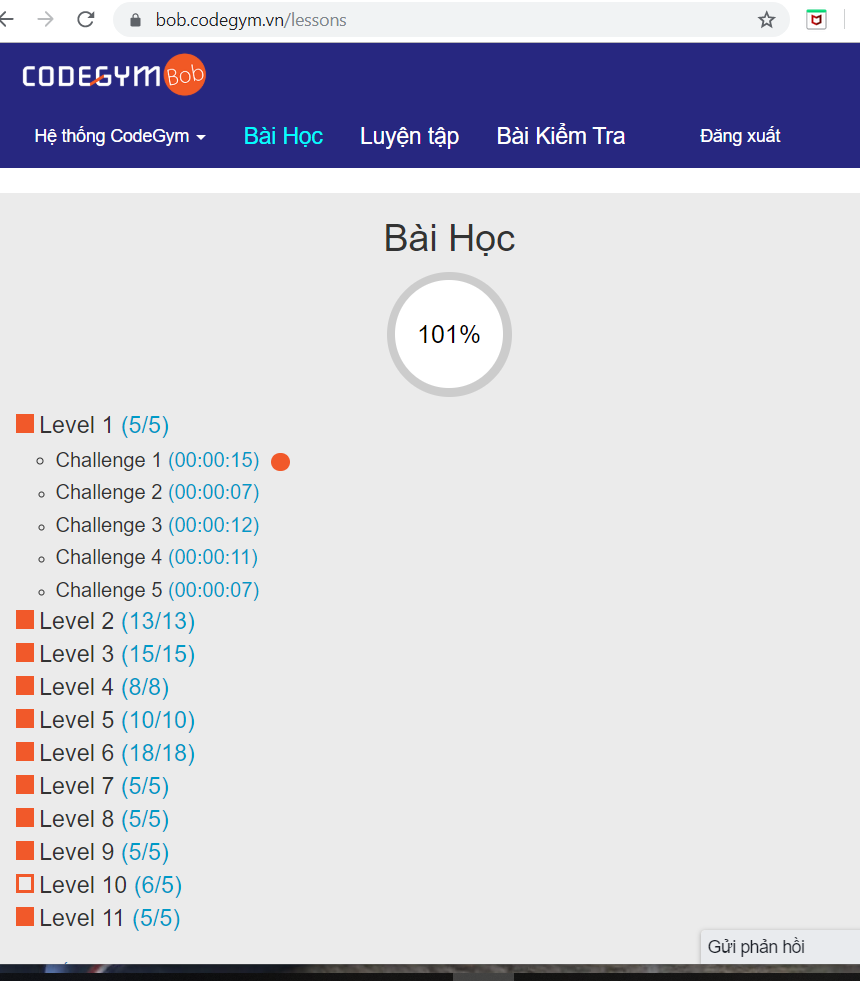 bob.codegym.vn/lessons
CODEGYM Bob
Hệ thống CodeGym Bài Học Luyện tập Bài Kiểm Tra Đăng xuất
Bài Học
101%
Level 1 (5/5)
Challenge 1 (00:00:15)
Challenge 2 (00:00:07)
Challenge 3 (00:00:12)
Challenge 4 (00:00:11)
Challenge 5 (00:00:07)
Level 2 (13/13)
Level 3 (15/15)
Level 4 (8/8)
Level 5 (10/10)
Level 6 (18/18)
Level 7 (5/5)
Level 8 (5/5)
Level 9 (5/5)
Level 10 (6/5)
Level 11 (5/5)
Gửi phản hồi